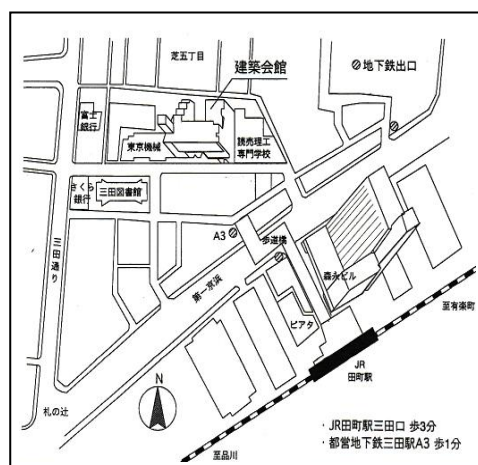 芝五丁目
建築会館
地下鉄出口
富士
銀行
東京機械
読売理工
専門学校
さくら
銀行
三田図書館
A3
歩道橋
三田通り
第一京浜
森永ビル
ピアタ
至有楽町
JR
田町駅
N
札の辻
・JR田町駅三田口 歩3分
・都営地下鉄三田駅A3 歩1分
至品川